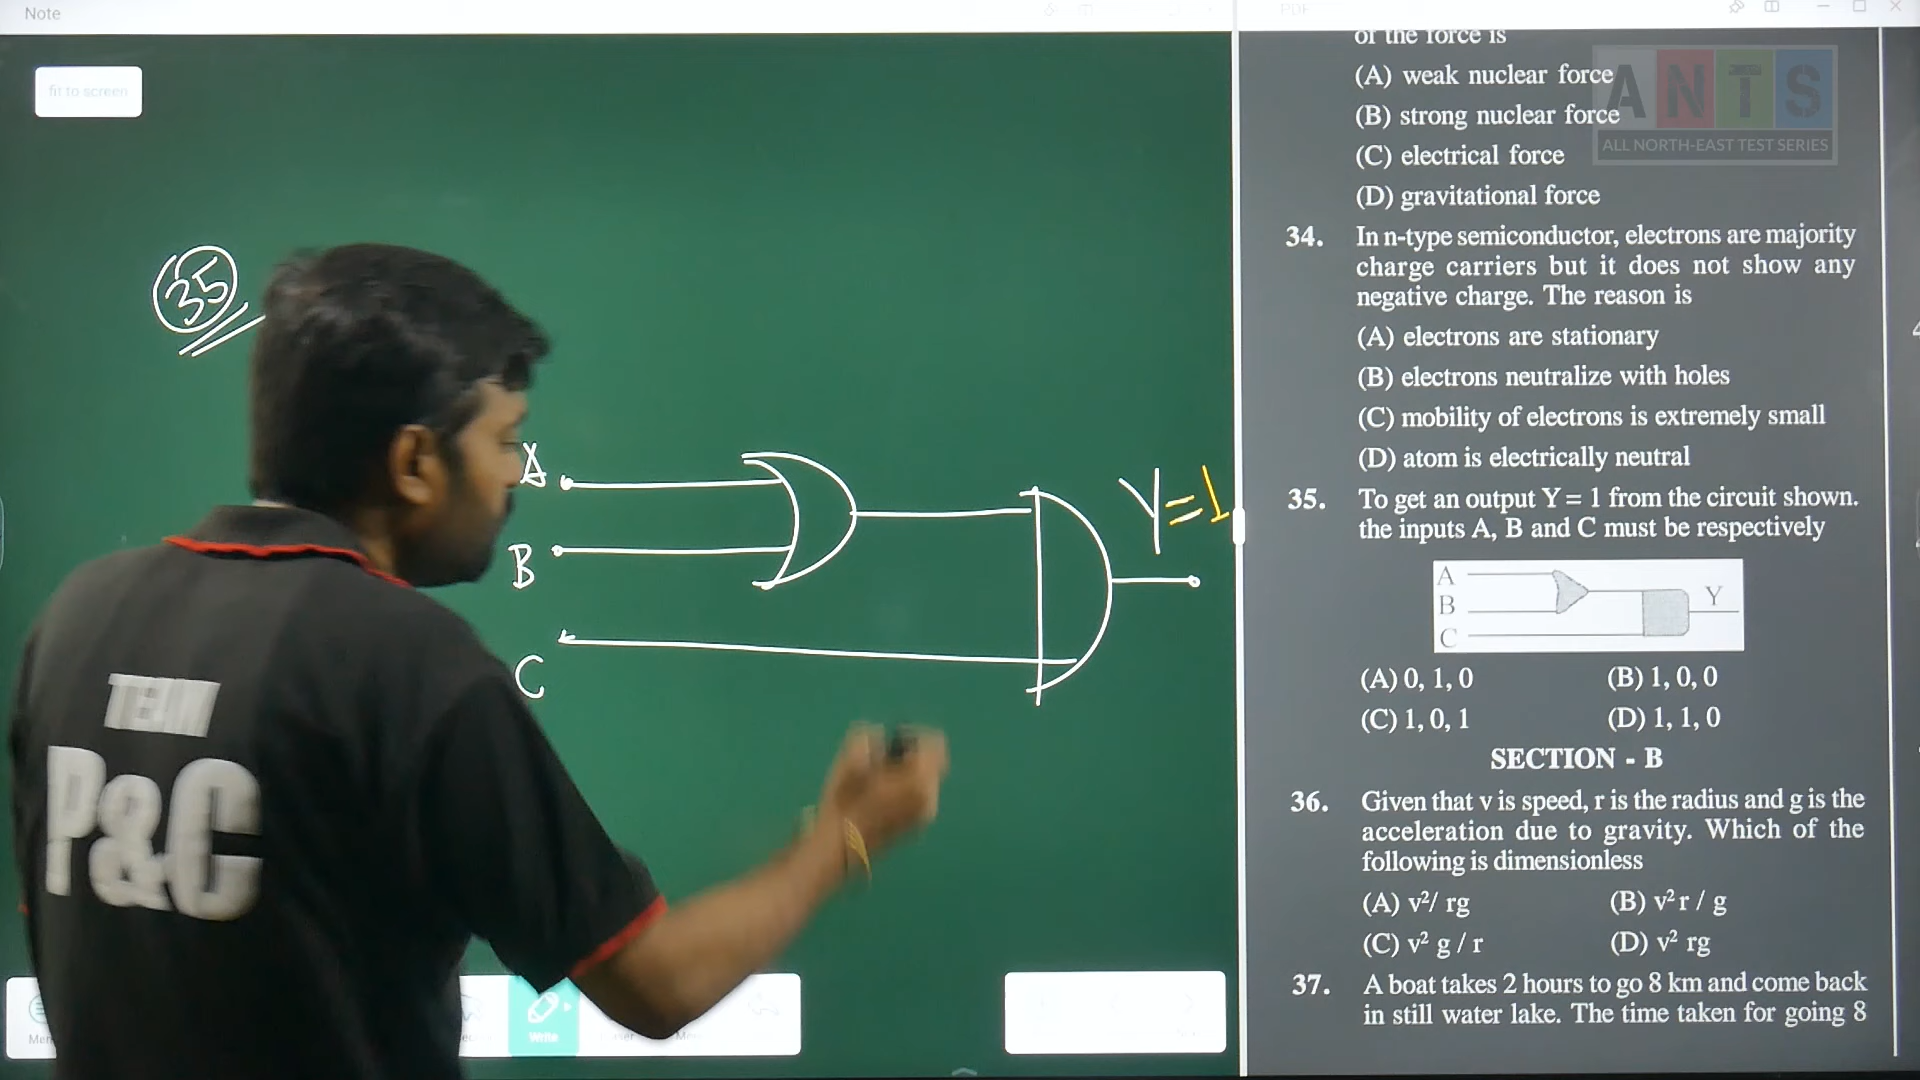 Note
PDF
fit to screen
35
A
B
C
Y=1
TEAM
P&C
Write
of the force is
(A) weak nuclear force
(B) strong nuclear force
(C) electrical force
(D) gravitational force
ANTS
ALL NORTH-EAST TEST SERIES
34. In n-type semiconductor, electrons are majority
charge carriers but it does not show any
negative charge. The reason is
(A) electrons are stationary
(B) electrons neutralize with holes
(C) mobility of electrons is extremely small
(D) atom is electrically neutral
35. To get an output Y = 1 from the circuit shown.
the inputs A, B and C must be respectively
A
B
C
Y
(A) 0, 1, 0 (B) 1, 0, 0
(C) 1, 0, 1 (D) 1, 1, 0
SECTION - B
36. Given that v is speed, r is the radius and g is the
acceleration due to gravity. Which of the
following is dimensionless
(A) v²/ rg (B) v² r / g
(C) v² g / r (D) v² rg
37. A boat takes 2 hours to go 8 km and come back
in still water lake. The time taken for going 8